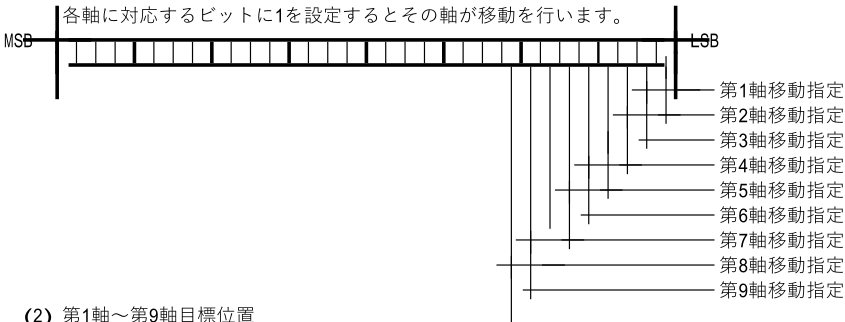 各軸に対応するビットに1を設定するとその軸が移動を行います。
MSB LSB
第1軸移動指定
第2軸移動指定
第3軸移動指定
第4軸移動指定
第5軸移動指定
第6軸移動指定
第7軸移動指定
第8軸移動指定
第9軸移動指定
(2) 第1軸～第9軸目標位置